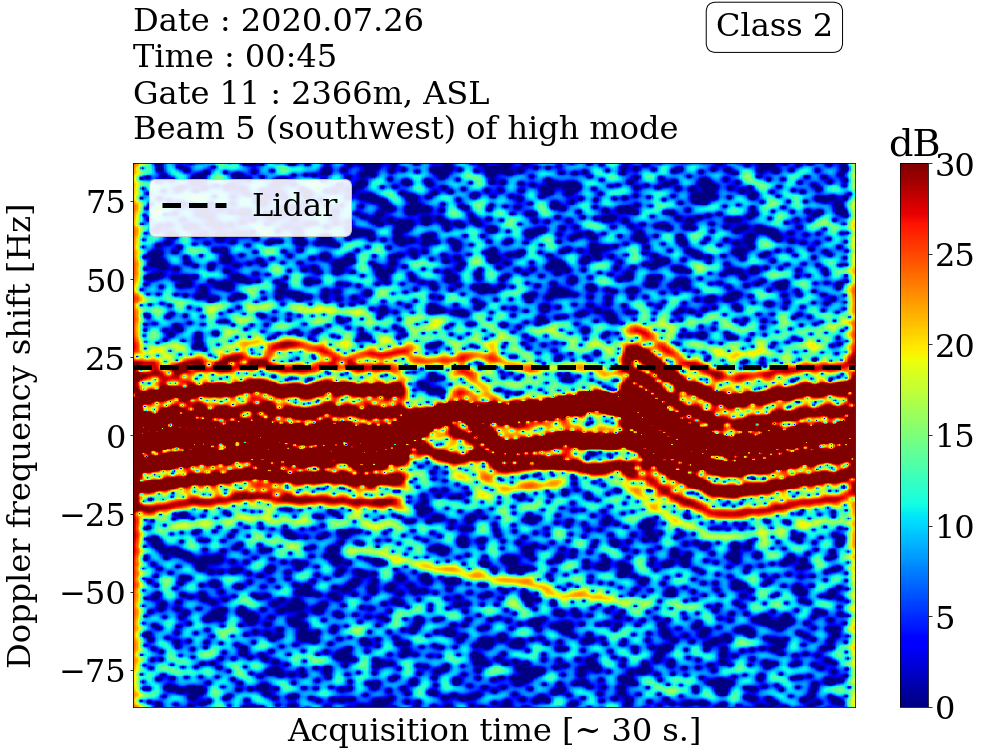 Date : 2020.07.26
Time : 00:45
Gate 11 : 2366m, ASL
Beam 5 (southwest) of high mode
Class 2
dB
Lidar
Doppler frequency shift [Hz]
75
50
25
0
−25
−50
−75
Acquisition time [~ 30 s.]
30
25
20
15
10
5
0